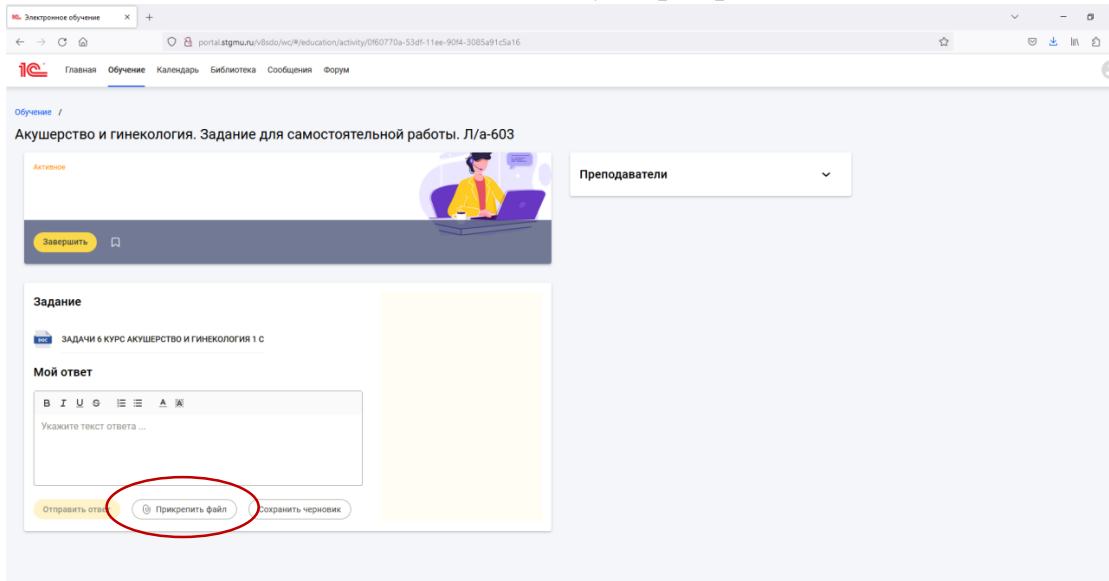 1С. Электронное обучение
portal.stgmu.ru/v8sdo/wc/#/education/activity/0f60770a-53df-11ee-90f4-3085a91c5a16
1С Главная Обучение Календарь Библиотека Сообщения Форум
Обучение /
Акушерство и гинекология. Задание для самостоятельной работы. Л/а-603
Активное
Преподаватели
Завершить
Задание
DOC ЗАДАЧИ 6 КУРС АКУШЕРСТВО И ГИНЕКОЛОГИЯ 1 С
Мой ответ
B I U S A A
Укажите текст ответа ...
Отправить ответ Прикрепить файл Сохранить черновик